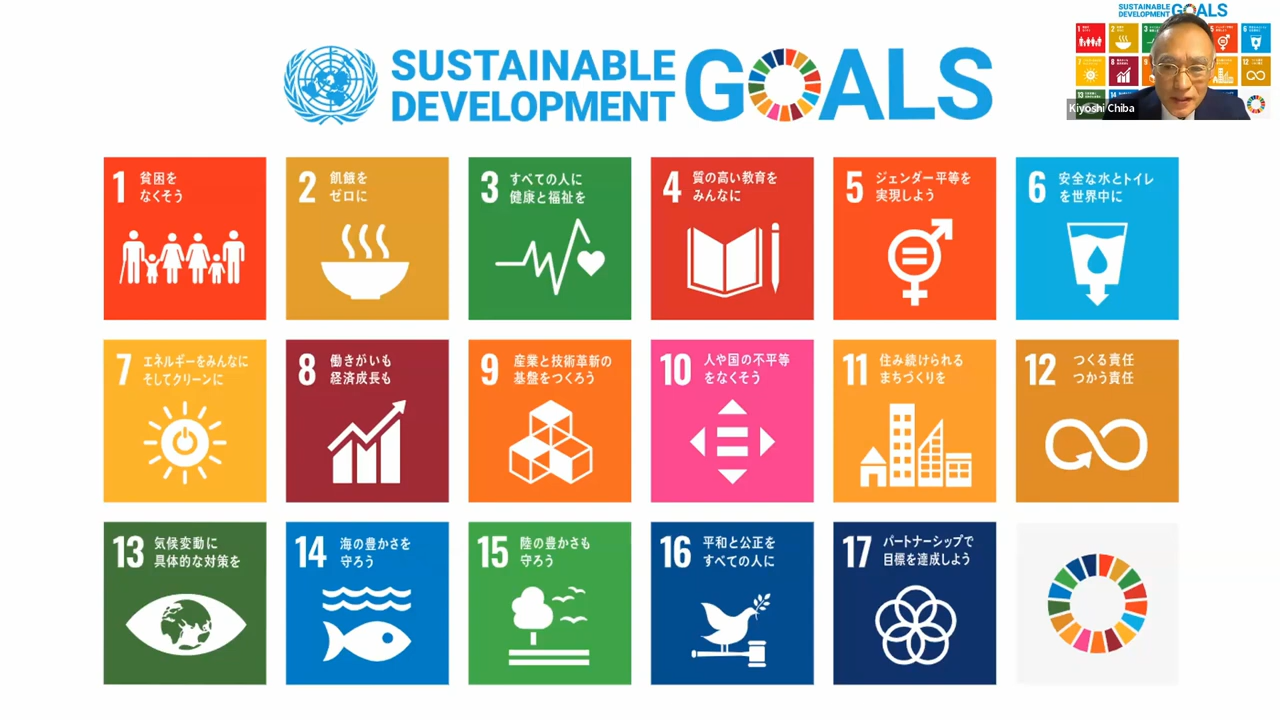 SUSTAINABLE
DEVELOPMENT
GOALS
SUSTAINABLE
DEVELOPMENT GOALS
Kiyoshi Chiba
1 貧困を
なくそう
2 飢餓を
ゼロに
3 すべての人に
健康と福祉を
4 質の高い教育を
みんなに
5 ジェンダー平等を
実現しよう
6 安全な水とトイレ
を世界中に
7 エネルギーをみんなに
そしてクリーンに
8 働きがいも
経済成長も
9 産業と技術革新の
基盤をつくろう
10 人や国の不平等
をなくそう
11 住み続けられる
まちづくりを
12 つくる責任
つかう責任
13 気候変動に
具体的な対策を
14 海の豊かさを
守ろう
15 陸の豊かさも
守ろう
16 平和と公正を
すべての人に
17 パートナーシップで
目標を達成しよう